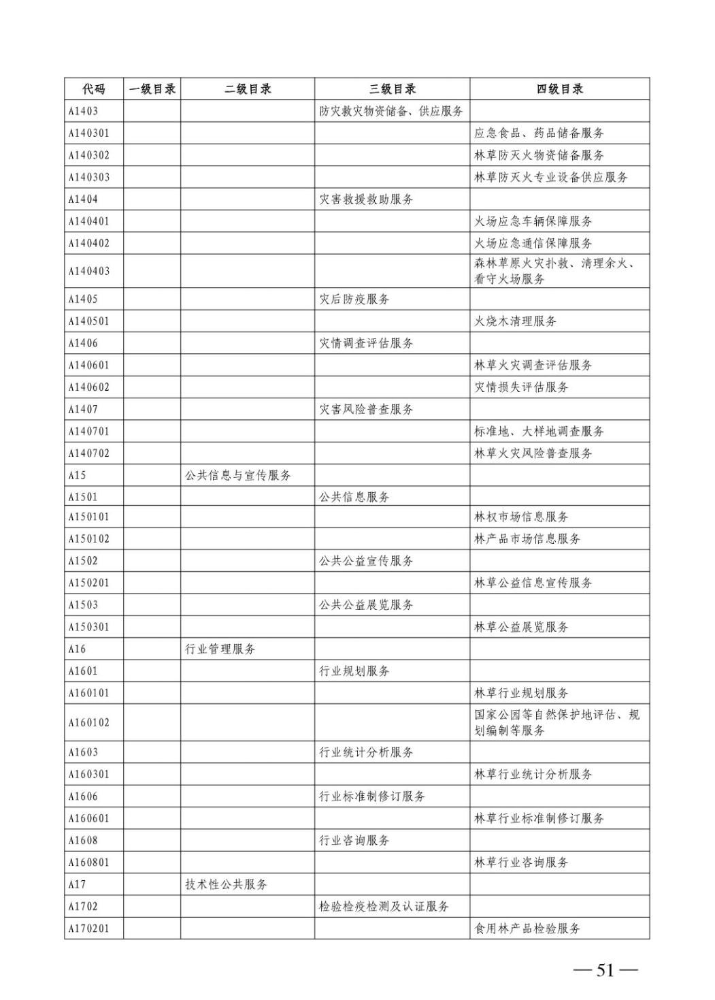 代码 一级目录 二级目录 三级目录 四级目录
A1403 防灾救灾物资储备、供应服务
A140301 应急食品、药品储备服务
A140302 林草防灭火物资储备服务
A140303 林草防灭火专业设备供应服务
A1404 灾害救援救助服务
A140401 火场应急车辆保障服务
A140402 火场应急通信保障服务
A140403 森林草原火灾扑救、清理余火、
看守火场服务
A1405 灾后防疫服务
A140501 火烧木清理服务
A1406 灾情调查评估服务
A140601 林草火灾调查评估服务
A140602 灾情损失评估服务
A1407 灾害风险普查服务
A140701 标准地、大样地调查服务
A140702 林草火灾风险普查服务
A15 公共信息与宣传服务
A1501 公共信息服务
A150101 林权市场信息服务
A150102 林产品市场信息服务
A1502 公共公益宣传服务
A150201 林草公益信息宣传服务
A1503 公共公益展览服务
A150301 林草公益展览服务
A16 行业管理服务
A1601 行业规划服务
A160101 林草行业规划服务
A160102 国家公园等自然保护地评估、规
划编制等服务
A1603 行业统计分析服务
A160301 林草行业统计分析服务
A1606 行业标准制修订服务
A160601 林草行业标准制修订服务
A1608 行业咨询服务
A160801 林草行业咨询服务
A17 技术性公共服务
A1702 检验检疫检测及认证服务
A170201 食用林产品检验服务
— 51 —